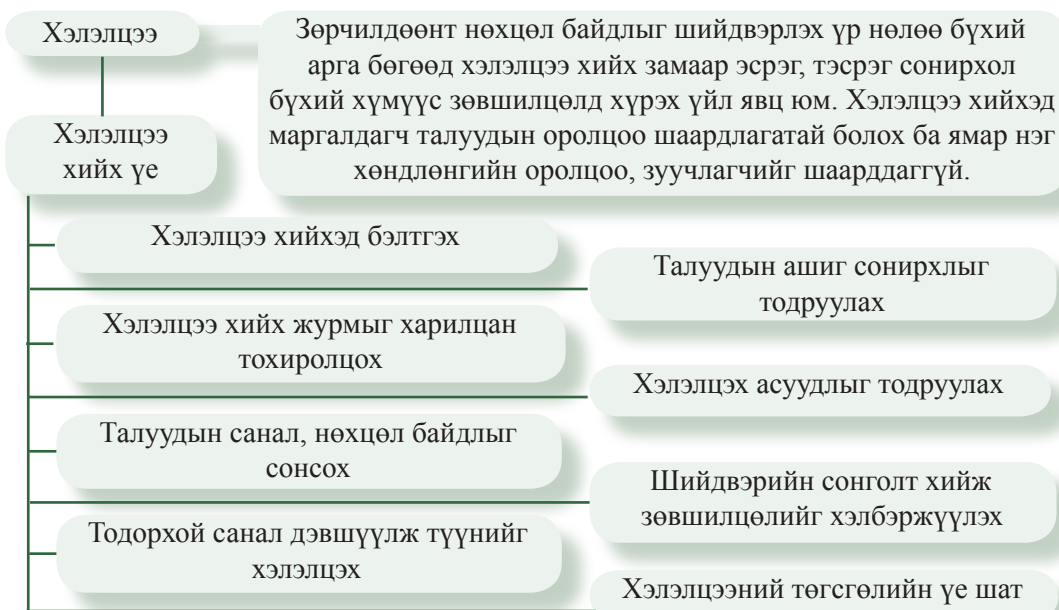 Хэлэлцээ
Зөрчилдөөнт нөхцөл байдлыг шийдвэрлэх үр нөлөө бүхий
арга бөгөөд хэлэлцээ хийх замаар эсрэг, тэсрэг сонирхол
бүхий хүмүүс зөвшилцөлд хүрэх үйл явц юм. Хэлэлцээ хийхэд
маргалдагч талуудын оролцоо шаардлагатай болох ба ямар нэг
хөндлөнгийн оролцоо, зуучлагчийг шаарддаггүй.
Хэлэлцээ
хийх үе
Хэлэлцээ хийхэд бэлтгэх
Талуудын ашиг сонирхлыг
тодруулах
Хэлэлцээ хийх журмыг харилцан
тохиролцох
Хэлэлцэх асуудлыг тодруулах
Талуудын санал, нөхцөл байдлыг
сонсох
Шийдвэрийн сонголт хийж
зөвшилцөлийг хэлбэржүүлэх
Тодорхой санал дэвшүүлж түүнийг
хэлэлцэх
Хэлэлцээний төгсгөлийн үе шат